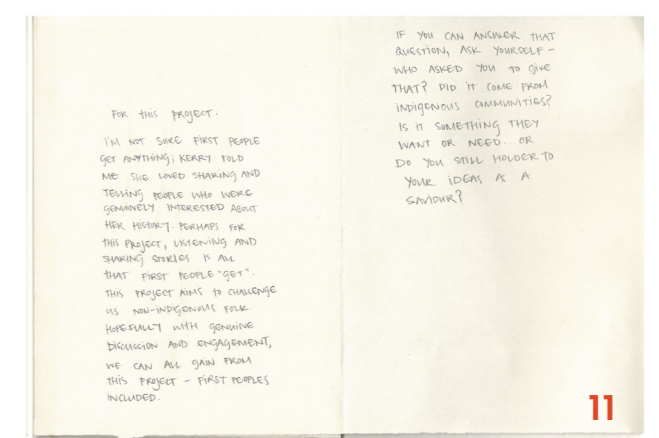 FOR THIS PROJECT:
I'M NOT SURE FIRST PEOPLE
GET ANYTHING; KERRY TOLD
ME SHE LOVED SHARING AND
TELLING PEOPLE WHO WERE
GENUINELY INTERESTED ABOUT
HER HISTORY. PERHAPS FOR
THIS PROJECT, LISTENING AND
SHARING STORIES IS ALL
THAT FIRST PEOPLE "GET".
THIS PROJECT AIMS TO CHALLENGE
US NON-INDIGENOUS FOLK.
HOPEFULLY WITH GENUINE
DISCUSSION AND ENGAGEMENT,
WE CAN ALL GAIN FROM
THIS PROJECT - FIRST PEOPLES
INCLUDED.
IF YOU CAN ANSWER THAT
QUESTION, ASK YOURSELF -
WHO ASKED YOU TO GIVE
THAT? DID IT COME FROM
INDIGENOUS COMMUNITIES?
IS IT SOMETHING THEY
WANT OR NEED... OR
DO YOU STILL HOLD TO
YOUR IDEAS AS A
SAVIOUR?
11